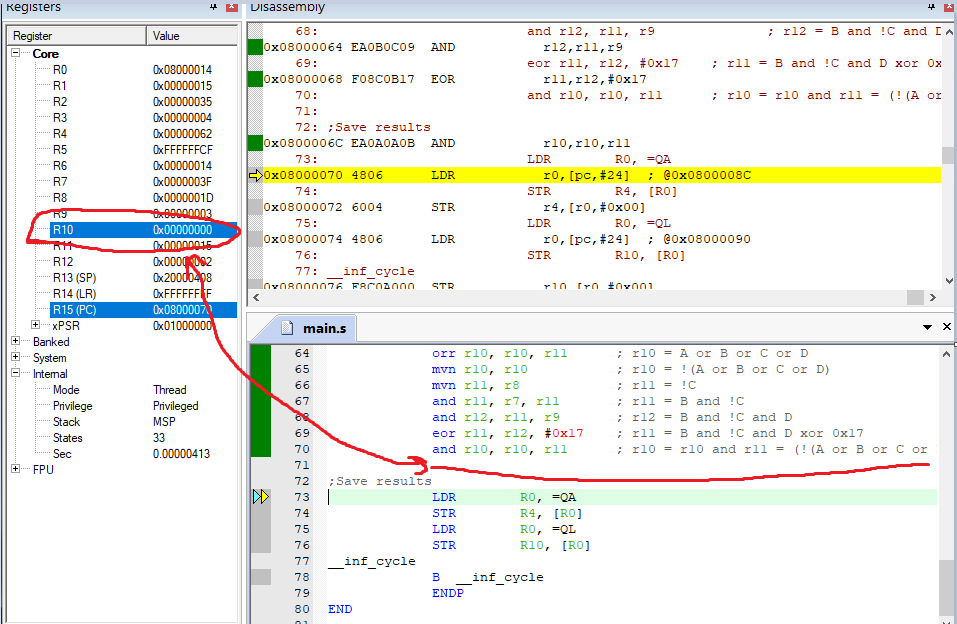 Registers
Register Value
Core
R0 0x08000014
R1 0x00000015
R2 0x00000035
R3 0x00000004
R4 0x00000062
R5 0xFFFFFFCF
R6 0x00000014
R7 0x0000003F
R8 0x0000001D
R9 0x00000003
R10 0x00000000
R11 0x00000015
R12 0x00000002
R13 (SP) 0x20000408
R14 (LR) 0xFFFFFFFF
R15 (PC) 0x08000070
xPSR 0x01000000
Banked
System
Internal
Mode Thread
Privilege Privileged
Stack MSP
States 33
Sec 0.00000413
FPU
Disassembly
68: and r12, r11, r9 ; r12 = B and !C and D
0x08000064 EA0B0C09 AND r12,r11,r9
69: eor r11, r12, #0x17 ; r11 = B and !C and D xor 0x
0x08000068 F08C0B17 EOR r11,r12,#0x17
70: and r10, r10, r11 ; r10 = r10 and r11 = (!(A or
71:
72: ;Save results
0x0800006C EA0A0A0B AND r10,r10,r11
73: LDR R0, =QA
0x08000070 4806 LDR r0,[pc,#24] ; @0x0800008C
74: STR R4, [R0]
0x08000072 6004 STR r4,[r0,#0x00]
75: LDR R0, =QL
0x08000074 4806 LDR r0,[pc,#24] ; @0x08000090
76: STR R10, [R0]
77: __inf_cycle
0x08000076 F8C0A000 STR r10,[r0,#0x00]
main.s
64 orr r10, r10, r11 ; r10 = A or B or C or D
65 mvn r10, r10 ; r10 = !(A or B or C or D)
66 mvn r11, r8 ; r11 = !C
67 and r11, r7, r11 ; r11 = B and !C
68 and r12, r11, r9 ; r12 = B and !C and D
69 eor r11, r12, #0x17 ; r11 = B and !C and D xor 0x17
70 and r10, r10, r11 ; r10 = r10 and r11 = (!(A or B or C or
71
72 ;Save results
73 LDR R0, =QA
74 STR R4, [R0]
75 LDR R0, =QL
76 STR R10, [R0]
77 __inf_cycle
78 B __inf_cycle
79 ENDP
80 END